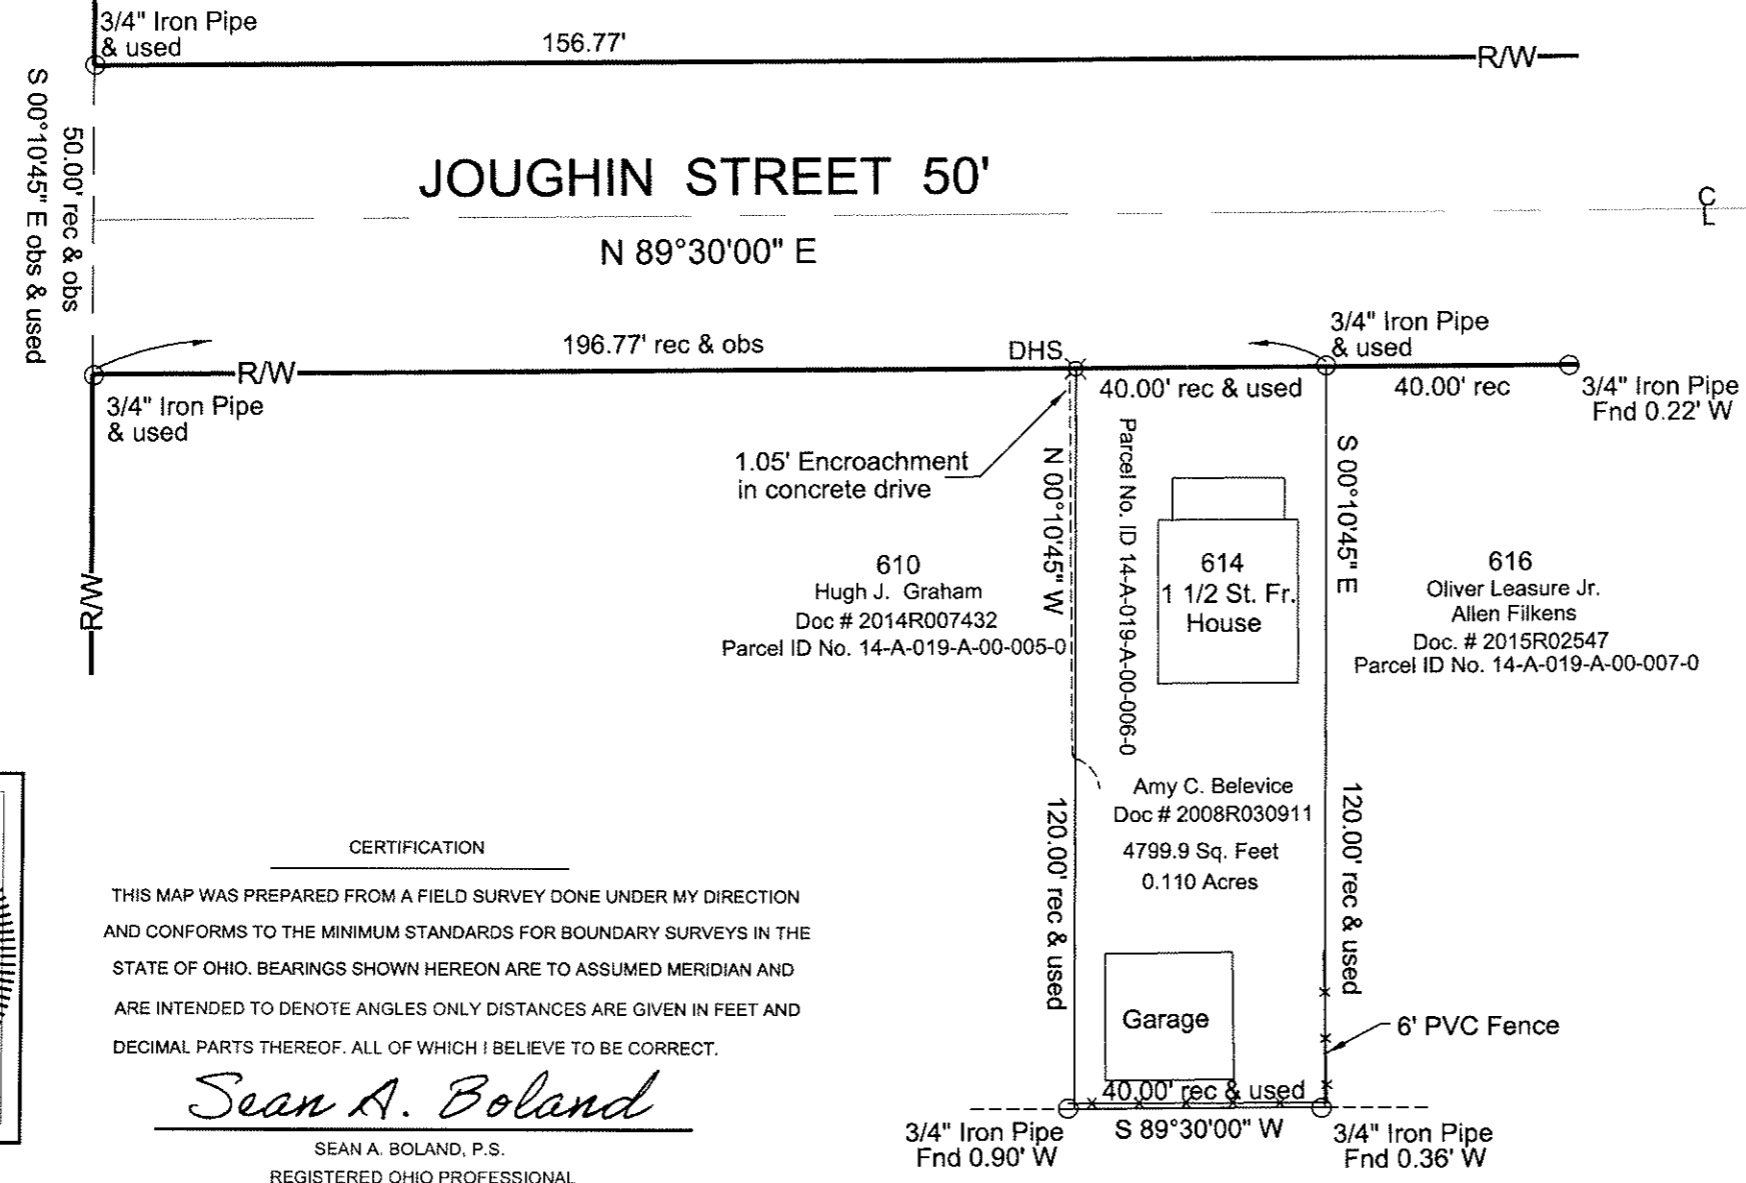 3/4" Iron Pipe
& used
156.77'
R/W
S 00°10'45" E obs & used
50.00' rec & obs
JOUGHIN STREET 50'
C
L
N 89°30'00" E
196.77' rec & obs
DHS
3/4" Iron Pipe
& used
R/W
40.00' rec & used
40.00' rec
3/4" Iron Pipe
Fnd 0.22' W
3/4" Iron Pipe
& used
1.05' Encroachment
in concrete drive
N 00°10'45" W
Parcel No. ID 14-A-019-A-00-006-0
S 00°10'45" E
R/W
610
Hugh J. Graham
Doc # 2014R007432
Parcel ID No. 14-A-019-A-00-005-0
614
1 1/2 St. Fr.
House
616
Oliver Leasure Jr.
Allen Filkens
Doc. # 2015R02547
Parcel ID No. 14-A-019-A-00-007-0
Amy C. Belevice
Doc # 2008R030911
4799.9 Sq. Feet
0.110 Acres
120.00' rec & used
120.00' rec & used
Garage
6' PVC Fence
40.00' rec & used
S 89°30'00" W
3/4" Iron Pipe
Fnd 0.90' W
3/4" Iron Pipe
Fnd 0.36' W
CERTIFICATION
THIS MAP WAS PREPARED FROM A FIELD SURVEY DONE UNDER MY DIRECTION
AND CONFORMS TO THE MINIMUM STANDARDS FOR BOUNDARY SURVEYS IN THE
STATE OF OHIO. BEARINGS SHOWN HEREON ARE TO ASSUMED MERIDIAN AND
ARE INTENDED TO DENOTE ANGLES ONLY DISTANCES ARE GIVEN IN FEET AND
DECIMAL PARTS THEREOF. ALL OF WHICH I BELIEVE TO BE CORRECT.
Sean A. Boland
SEAN A. BOLAND, P.S.
REGISTERED OHIO PROFESSIONAL